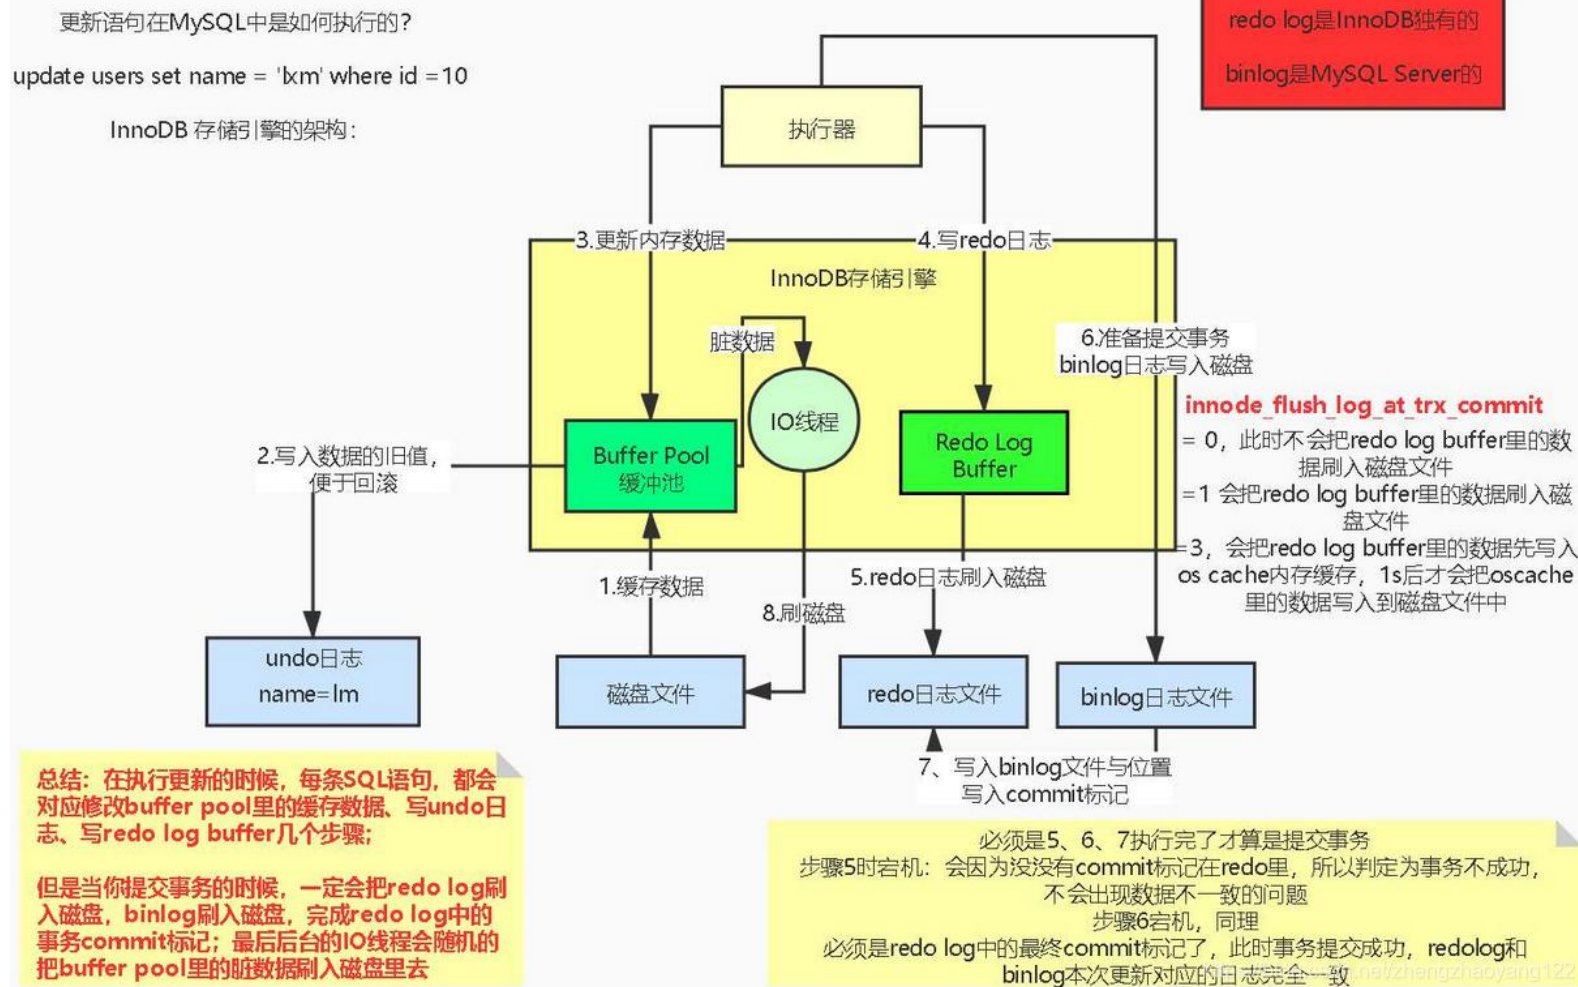 更新语句在MySQL中是如何执行的？
update users set name = 'lxm' where id =10
InnoDB 存储引擎的架构：
redo log是InnoDB独有的
binlog是MySQL Server的
执行器
3.更新内存数据
4.写redo日志
InnoDB存储引擎
脏数据
6.准备提交事务
binlog日志写入磁盘
IO线程
Buffer Pool
缓冲池
Redo Log
Buffer
innode_flush_log_at_trx_commit
= 0，此时不会把redo log buffer里的数
据刷入磁盘文件
=1 会把redo log buffer里的数据刷入磁
盘文件
=3，会把redo log buffer里的数据先写入
os cache内存缓存，1s后才会把oscache
里的数据写入到磁盘文件中
2.写入数据的旧值，
便于回滚
1.缓存数据
5.redo日志刷入磁盘
8.刷磁盘
undo日志
name=lm
磁盘文件
redo日志文件
binlog日志文件
7、写入binlog文件与位置
写入commit标记
总结：在执行更新的时候，每条SQL语句，都会
对应修改buffer pool里的缓存数据、写undo日
志、写redo log buffer几个步骤；
但是当你提交事务的时候，一定会把redo log刷
入磁盘，binlog刷入磁盘，完成redo log中的
事务commit标记；最后后台的IO线程会随机的
把buffer pool里的脏数据刷入磁盘里去
必须是5、6、7执行完了才算是提交事务
步骤5时宕机：会因为没没有commit标记在redo里，所以判定为事务不成功，
不会出现数据不一致的问题
步骤6宕机，同理
必须是redo log中的最终commit标记了，此时事务提交成功，redolog和
binlog本次更新对应的日志完全一致
.net/zhengzhaoyang122